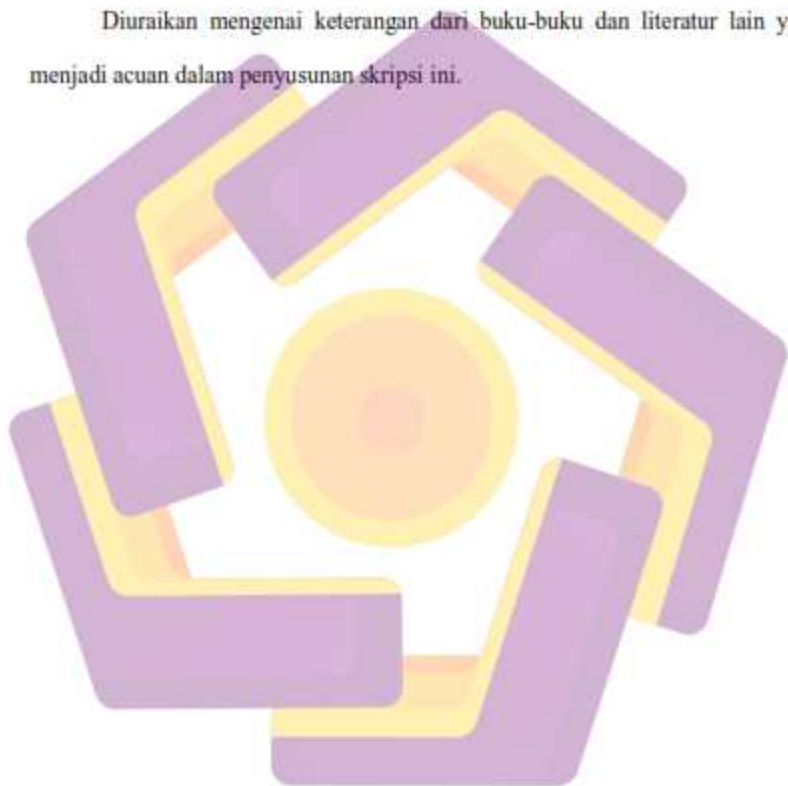 Diuraikan mengenai keterangan dari buku-buku dan literatur lain y
menjadi acuan dalam penyusunan skripsi ini.